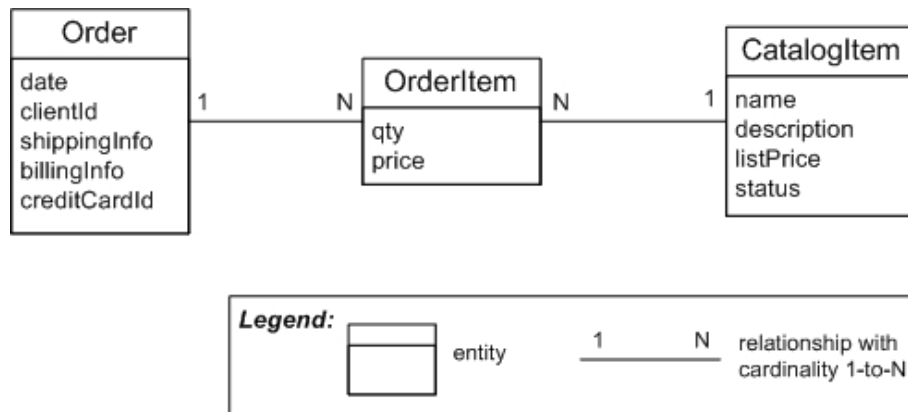 Order
date
clientId
shippingInfo
billingInfo
creditCardId
1
N
OrderItem
qty
price
N
1
CatalogItem
name
description
listPrice
status
Legend:
entity
1
N
relationship with
cardinality 1-to-N